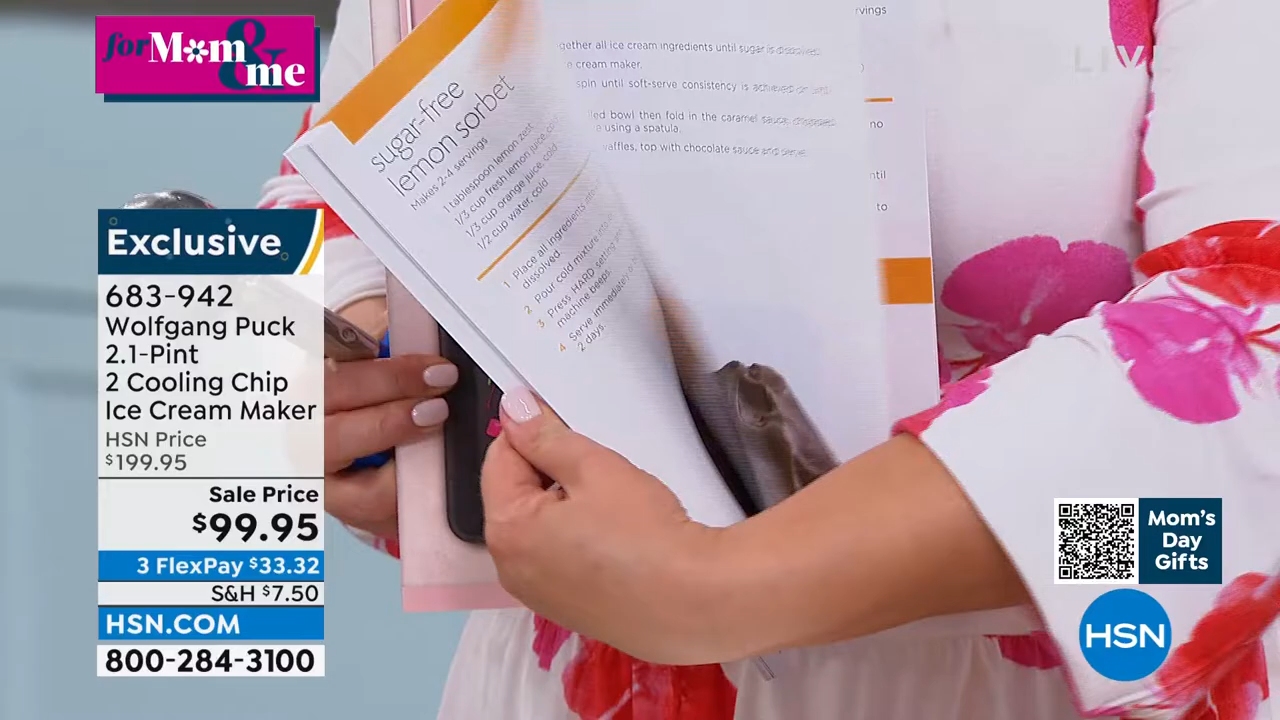 for Mom
&
me
LIVE
Exclusive
683-942
Wolfgang Puck
2.1-Pint
2 Cooling Chip
Ice Cream Maker
HSN Price
$199.95
Sale Price
$99.95
3 FlexPay $33.32
S&H $7.50
HSN.COM
800-284-3100
sugar-free
lemon sorbet
Makes 2-4 servings
1 tablespoon lemon zest
1/3 cup fresh lemon juice,
1/3 cup orange juice, cold
1/2 cup water, cold
1 Place all ingredients
dissolved
2 Pour cold mixture
3 Press HARD setting
machine beeps.
4 Serve immediately
2 days.
gether all ice cream ingredients until sugar is dissolved.
cream maker.
spin until soft-serve consistency is achieved or until
bowl then fold in the caramel sauce,
using a spatula.
waffles, top with chocolate sauce and serve.
vings
to
Mom's
Day
Gifts
HSN